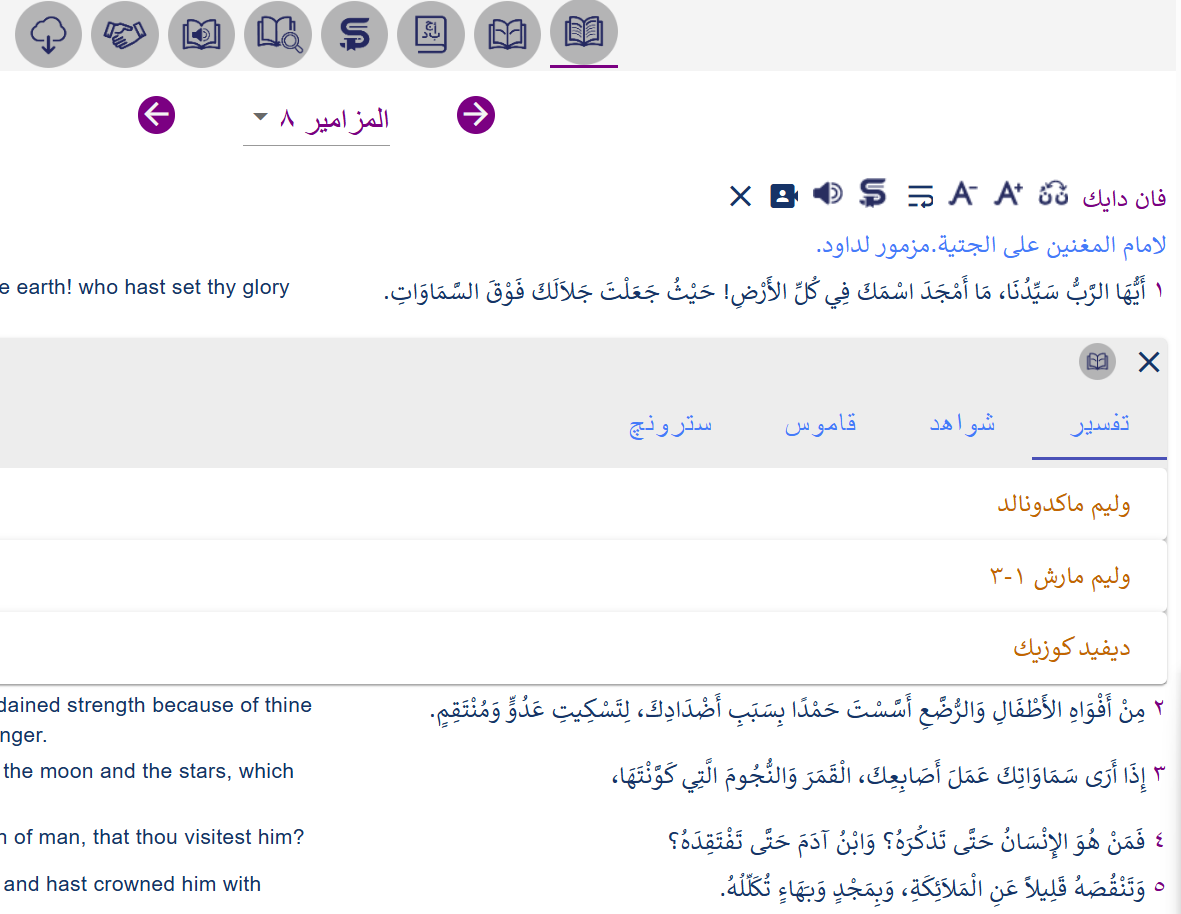 المزامير ٨
فان دايك A+ A-
لامام المغنين على الجتية.مزمور لداود.
١ أَيُّهَا الرَّبُّ سَيِّدُنَا، مَا أَمْجَدَ اسْمَكَ فِي كُلِّ الأَرْضِ! حَيْثُ جَعَلْتَ جَلاَلَكَ فَوْقَ السَّمَاوَاتِ.
e earth! who hast set thy glory
تفسير شواهد قاموس سترونج
وليم ماكدونالد
وليم مارش ١-٣
ديفيد كوزيك
٢ مِنْ أَفْوَاهِ الأَطْفَالِ وَالرُّضَّعِ أَسَّسْتَ حَمْدًا بِسَبَبِ أَضْدَادِكَ، لِتَسْكِيتِ عَدُوٍّ وَمُنْتَقِمٍ.
dained strength because of thine
nger.
٣ إِذَا أَرَى سَمَاوَاتِكَ عَمَلَ أَصَابِعِكَ، الْقَمَرَ وَالنُّجُومَ الَّتِي كَوَّنْتَهَا،
the moon and the stars, which
٤ فَمَنْ هُوَ الإِنْسَانُ حَتَّى تَذكُرَهُ؟ وَابْنُ آدَمَ حَتَّى تَفْتَقِدَهُ؟
n of man, that thou visitest him?
٥ وَتَنْقُصَهُ قَلِيلاً عَنِ الْمَلاَئِكَةِ، وَبِمَجْدٍ وَبَهَاءٍ تُكَلِّلُهُ.
and hast crowned him with